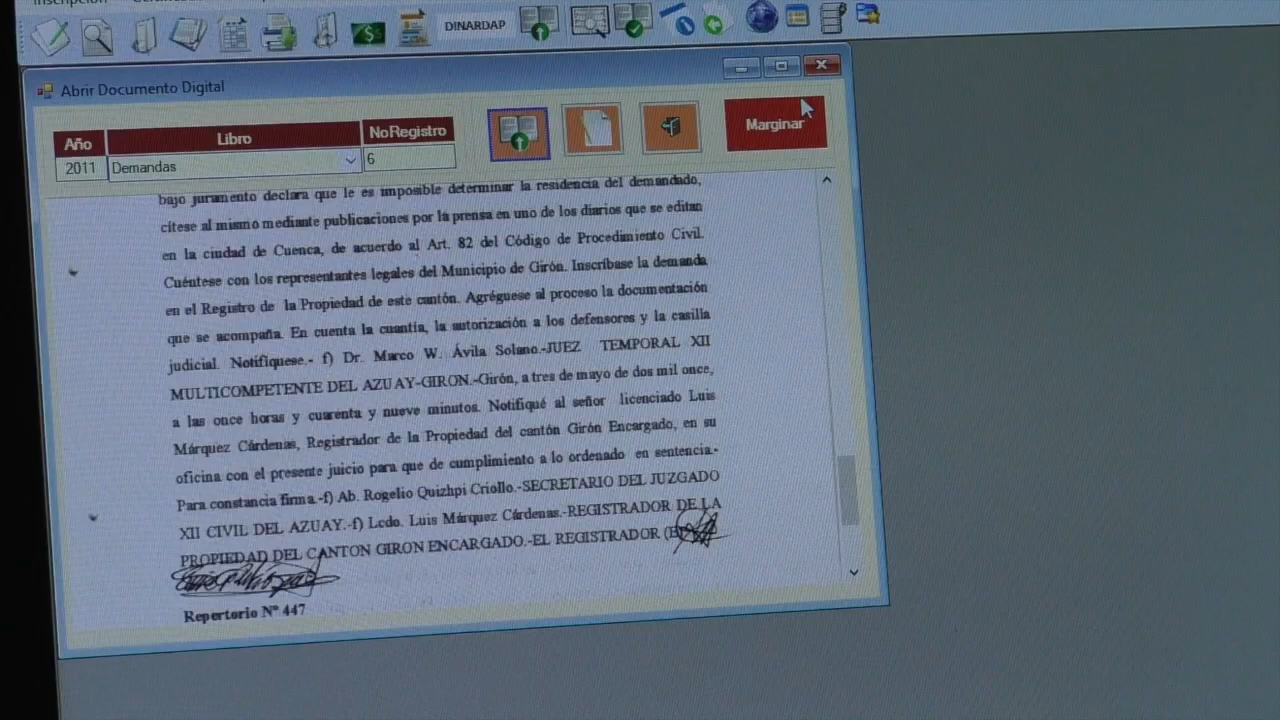 DINARDAP
Abrir Documento Digital
Año
Libro
NoRegistro
Marginar
2011
Demandas
6
bajo juramento declara que le es imposible determinar la residencia del demandado,
cítese al mismo mediante publicaciones por la prensa en uno de los diarios que se editan
en la ciudad de Cuenca, de acuerdo al Art. 82 del Código de Procedimiento Civil.
Cuéntese con los representantes legales del Municipio de Girón. Inscríbase la demanda
en el Registro de la Propiedad de este cantón. Agréguese al proceso la documentación
que se acompaña. En cuenta la cuantía, la autorización a los defensores y la casilla
judicial. Notifíquese.- f) Dr. Marco W. Ávila Solano.-JUEZ TEMPORAL XII
MULTICOMPETENTE DEL AZUAY-GIRON.-Girón, a tres de mayo de dos mil once,
a las once horas y cuarenta y nueve minutos. Notifiqué al señor licenciado Luis
Márquez Cárdenas, Registrador de la Propiedad del cantón Girón Encargado, en su
oficina con el presente juicio para que de cumplimiento a lo ordenado en sentencia.-
Para constancia firma.-f) Ab. Rogelio Quizhpi Criollo.-SECRETARIO DEL JUZGADO
XII CIVIL DEL AZUAY.-f) Lcdo. Luis Márquez Cárdenas.-REGISTRADOR DE LA
PROPIEDAD DEL CANTON GIRON ENCARGADO.-EL REGISTRADOR (E)
Repertorio Nº 447